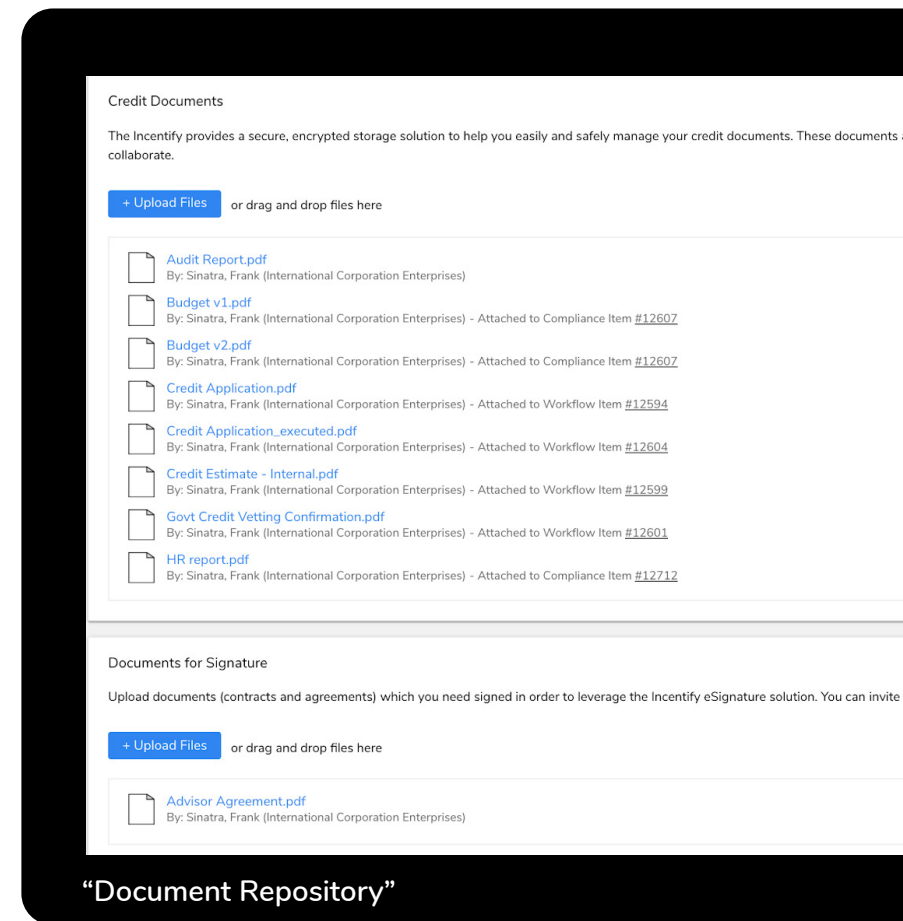 Credit Documents
The Incentify provides a secure, encrypted storage solution to help you easily and safely manage your credit documents. These documents
collaborate.
+ Upload Files or drag and drop files here
Audit Report.pdf
By: Sinatra, Frank (International Corporation Enterprises)
Budget v1.pdf
By: Sinatra, Frank (International Corporation Enterprises) - Attached to Compliance Item #12607
Budget v2.pdf
By: Sinatra, Frank (International Corporation Enterprises) - Attached to Compliance Item #12607
Credit Application.pdf
By: Sinatra, Frank (International Corporation Enterprises) - Attached to Workflow Item #12594
Credit Application_executed.pdf
By: Sinatra, Frank (International Corporation Enterprises) - Attached to Workflow Item #12604
Credit Estimate - Internal.pdf
By: Sinatra, Frank (International Corporation Enterprises) - Attached to Workflow Item #12599
Govt Credit Vetting Confirmation.pdf
By: Sinatra, Frank (International Corporation Enterprises) - Attached to Workflow Item #12601
HR report.pdf
By: Sinatra, Frank (International Corporation Enterprises) - Attached to Compliance Item #12712
Documents for Signature
Upload documents (contracts and agreements) which you need signed in order to leverage the Incentify eSignature solution. You can invite
+ Upload Files or drag and drop files here
Advisor Agreement.pdf
By: Sinatra, Frank (International Corporation Enterprises)
“Document Repository”